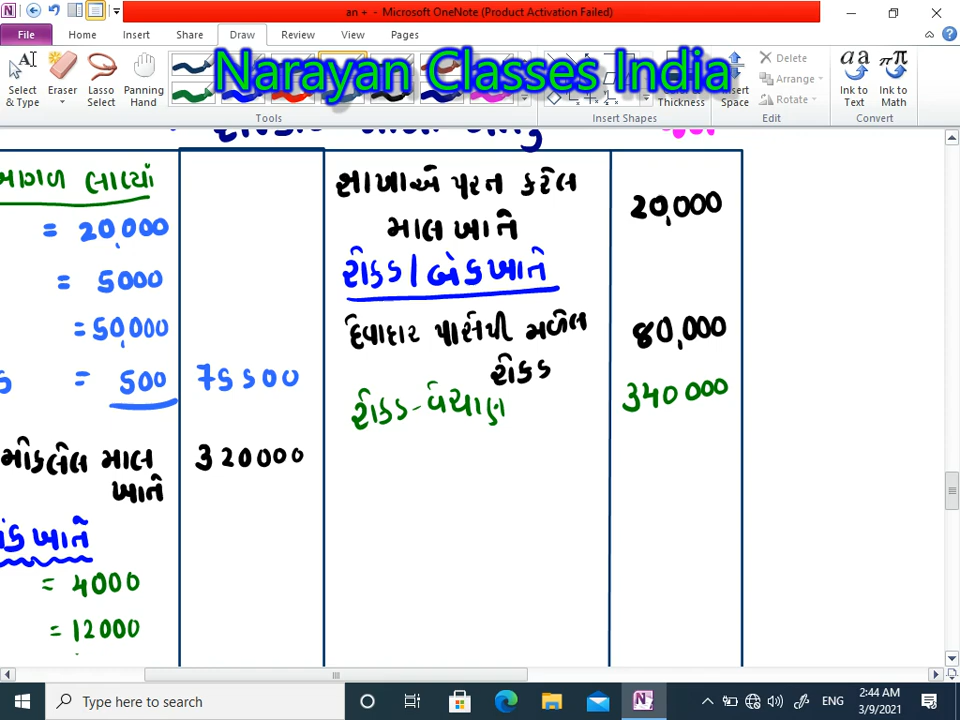 an + - Microsoft OneNote (Product Activation Failed)
File Home Insert Share Draw Review View Pages
Narayan Classes India
Select & Type
Eraser
Lasso Select
Panning Hand
Thickness
Insert Space
Delete
Arrange
Rotate
Ink to Text
Ink to Math
Tools
Insert Shapes
Edit
Convert
આગળ લાવ્યાં
= 20,000
= 5000
= 50,000
= 500 75500
મોકલેલ માલ 320000
ખાતે
બેંક ખાતે
= 4000
= 12000
શાખાએ પરત કરેલ 20,000
માલ ખાતે
રોકડ / બેંક ખાતે
દેવાદાર પાસેથી મળેલ 80,000
રોકડ
રોકડ - વેચાણ 340000
Type here to search
ENG
2:44 AM
3/9/2021